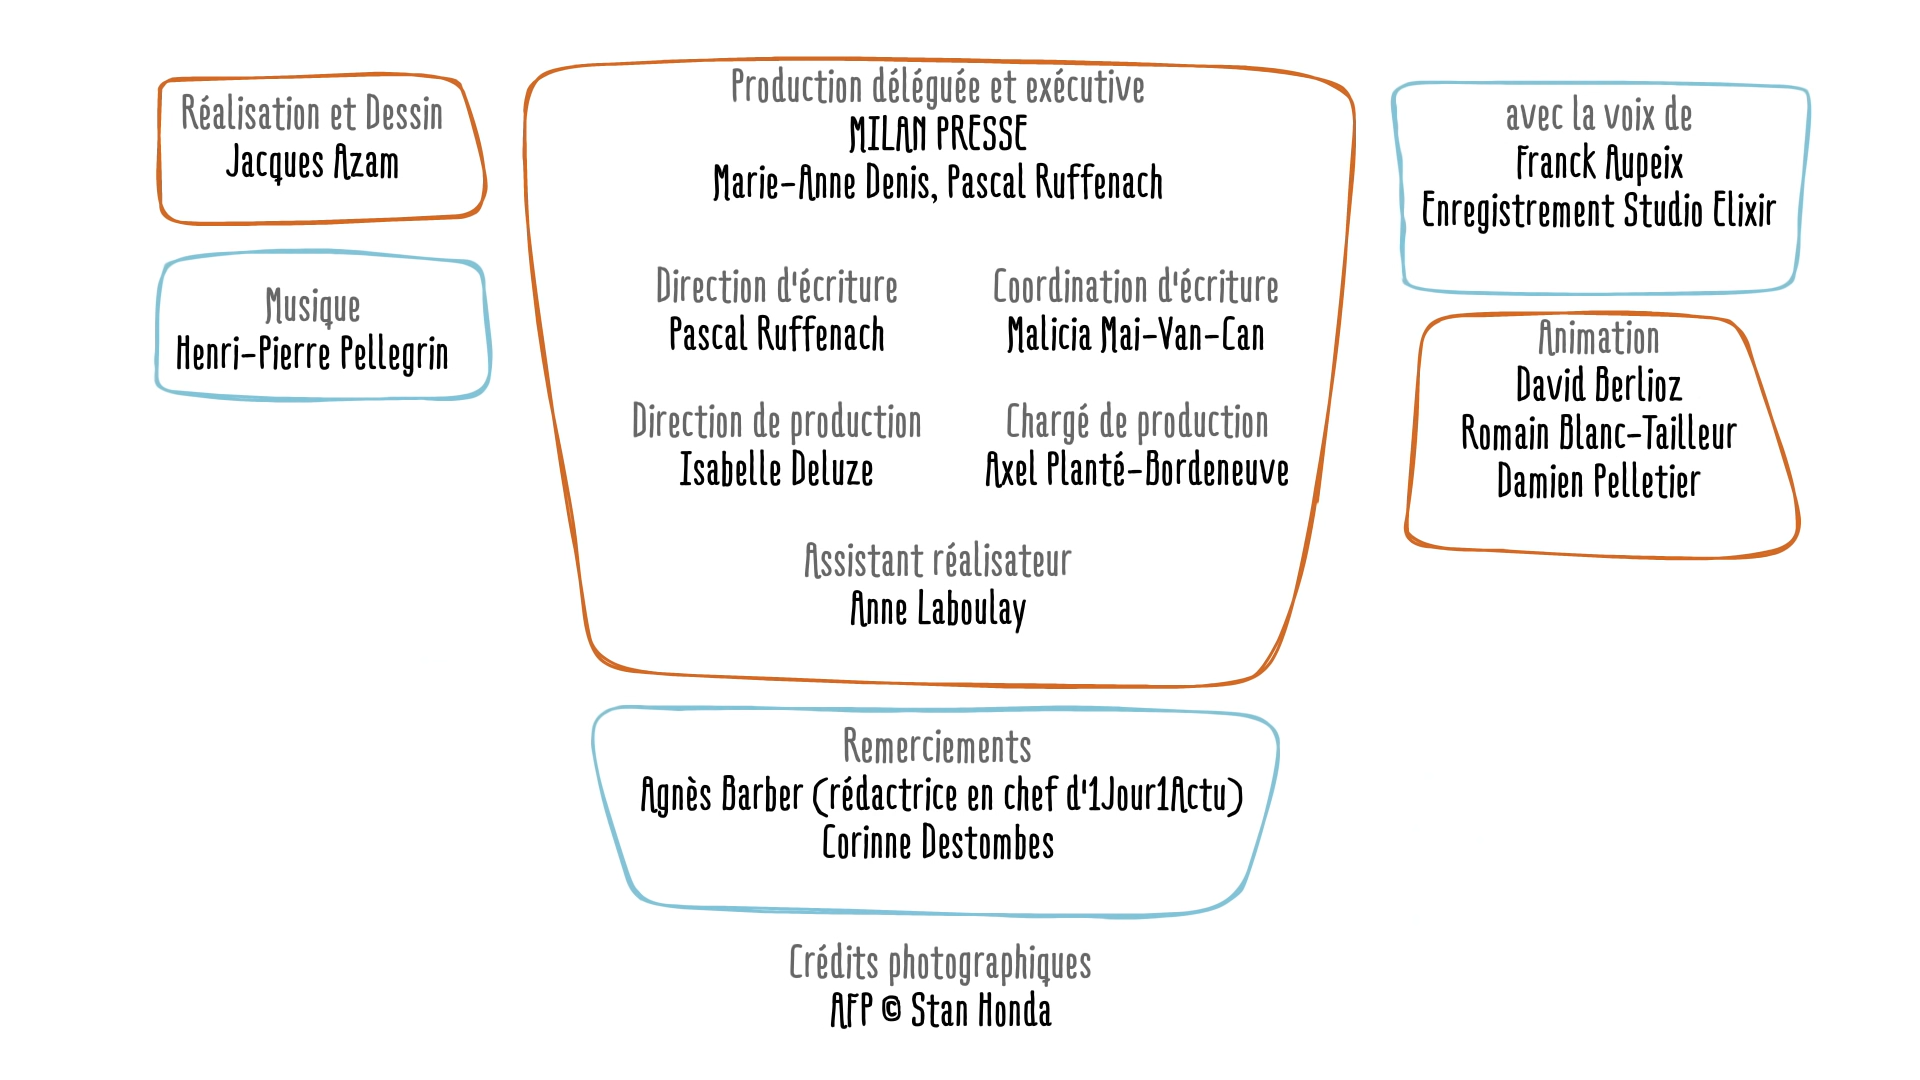 Réalisation et Dessin
Jacques Azam
Musique
Henri-Pierre Pellegrin
Production déléguée et exécutive
MILAN PRESSE
Marie-Anne Denis, Pascal Ruffenach
Direction d'écriture
Pascal Ruffenach
Coordination d'écriture
Malicia Mai-Van-Can
Direction de production
Isabelle Deluze
Chargé de production
Axel Planté-Bordeneuve
Assistant réalisateur
Anne Laboulay
avec la voix de
Franck Aupeix
Enregistrement Studio Elixir
Animation
David Berlioz
Romain Blanc-Tailleur
Damien Pelletier
Remerciements
Agnès Barber (rédactrice en chef d'1Jour1Actu)
Corinne Destombes
Crédits photographiques
AFP © Stan Honda